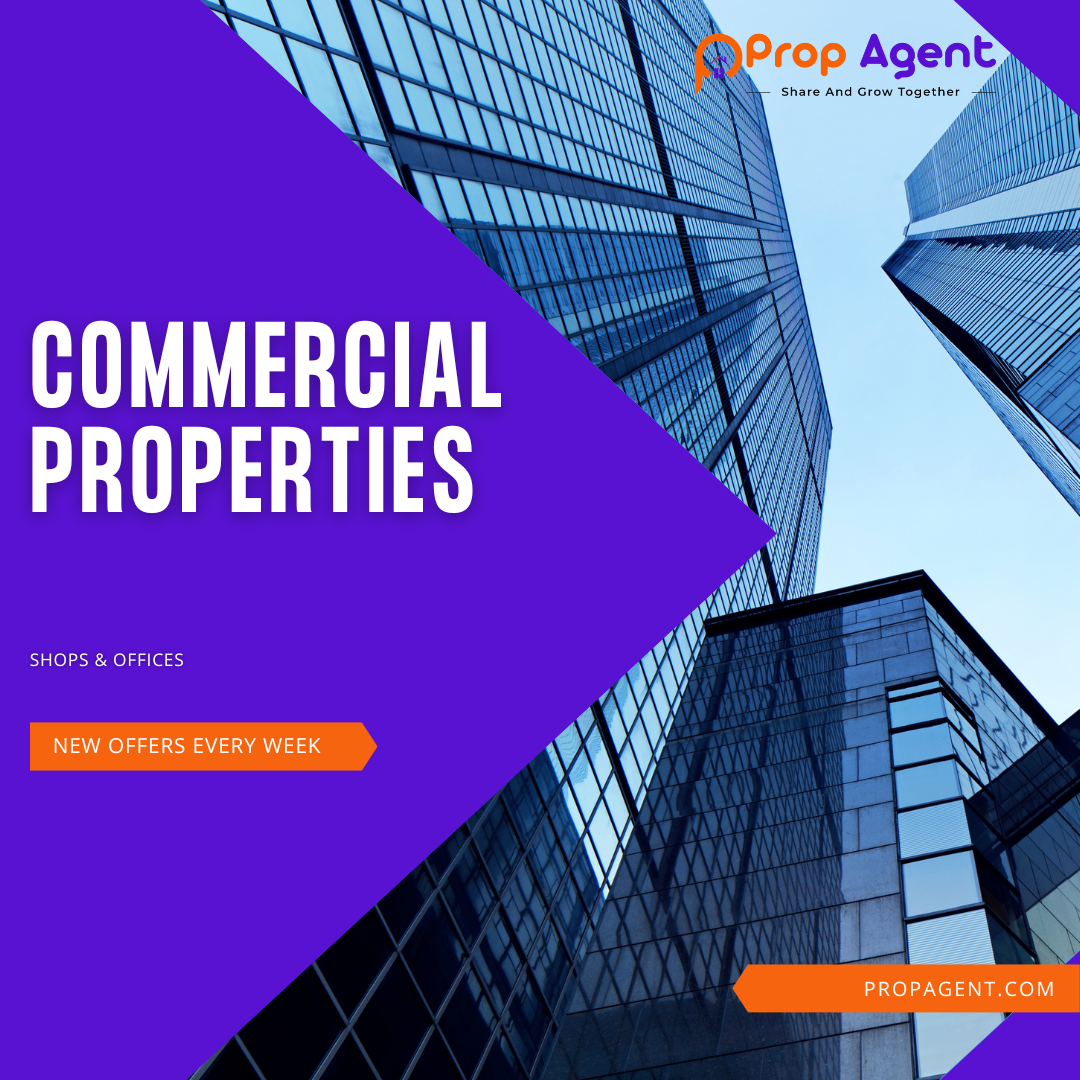 Prop Agent
Share And Grow Together
COMMERCIAL
PROPERTIES
SHOPS & OFFICES
NEW OFFERS EVERY WEEK
PROPAGENT.COM